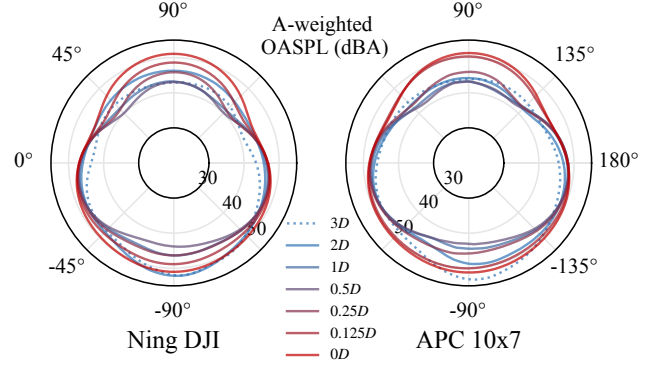 90°
90°
A-weighted
OASPL (dBA)
45°
135°
0°
180°
30
30
40
40
50
50
-45°
-135°
-90°
-90°
3D
2D
1D
0.5D
0.25D
0.125D
0D
Ning DJI
APC 10x7